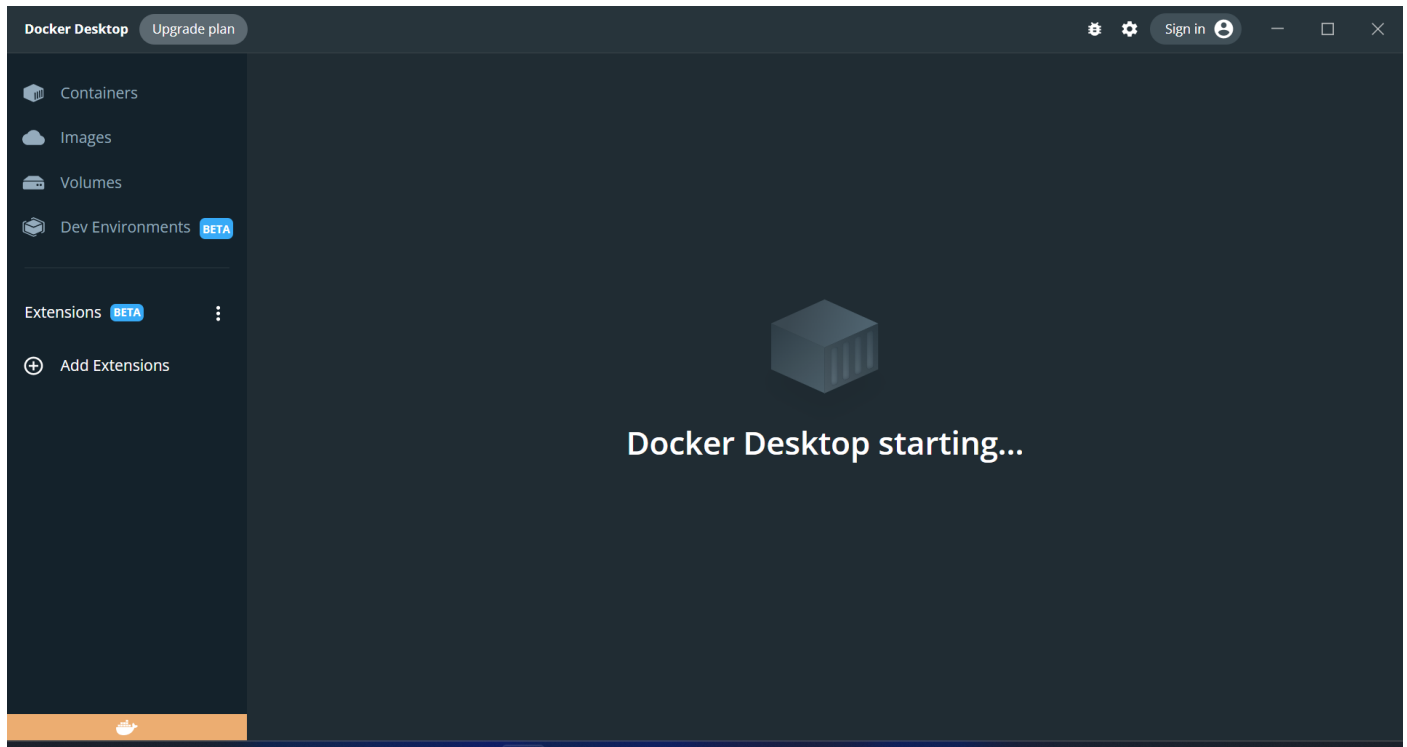 Docker Desktop Upgrade plan Sign in
Containers
Images
Volumes
Dev Environments BETA
Extensions BETA
Add Extensions
Docker Desktop starting...